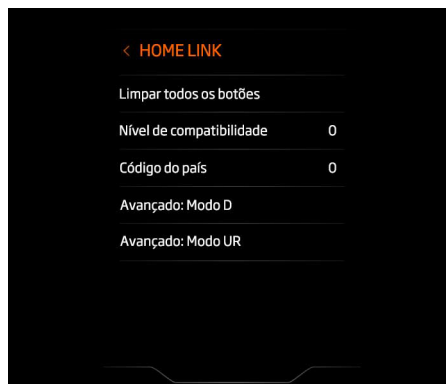 < HOME LINK
Limpar todos os botões
Nível de compatibilidade 0
Código do país 0
Avançado: Modo D
Avançado: Modo UR